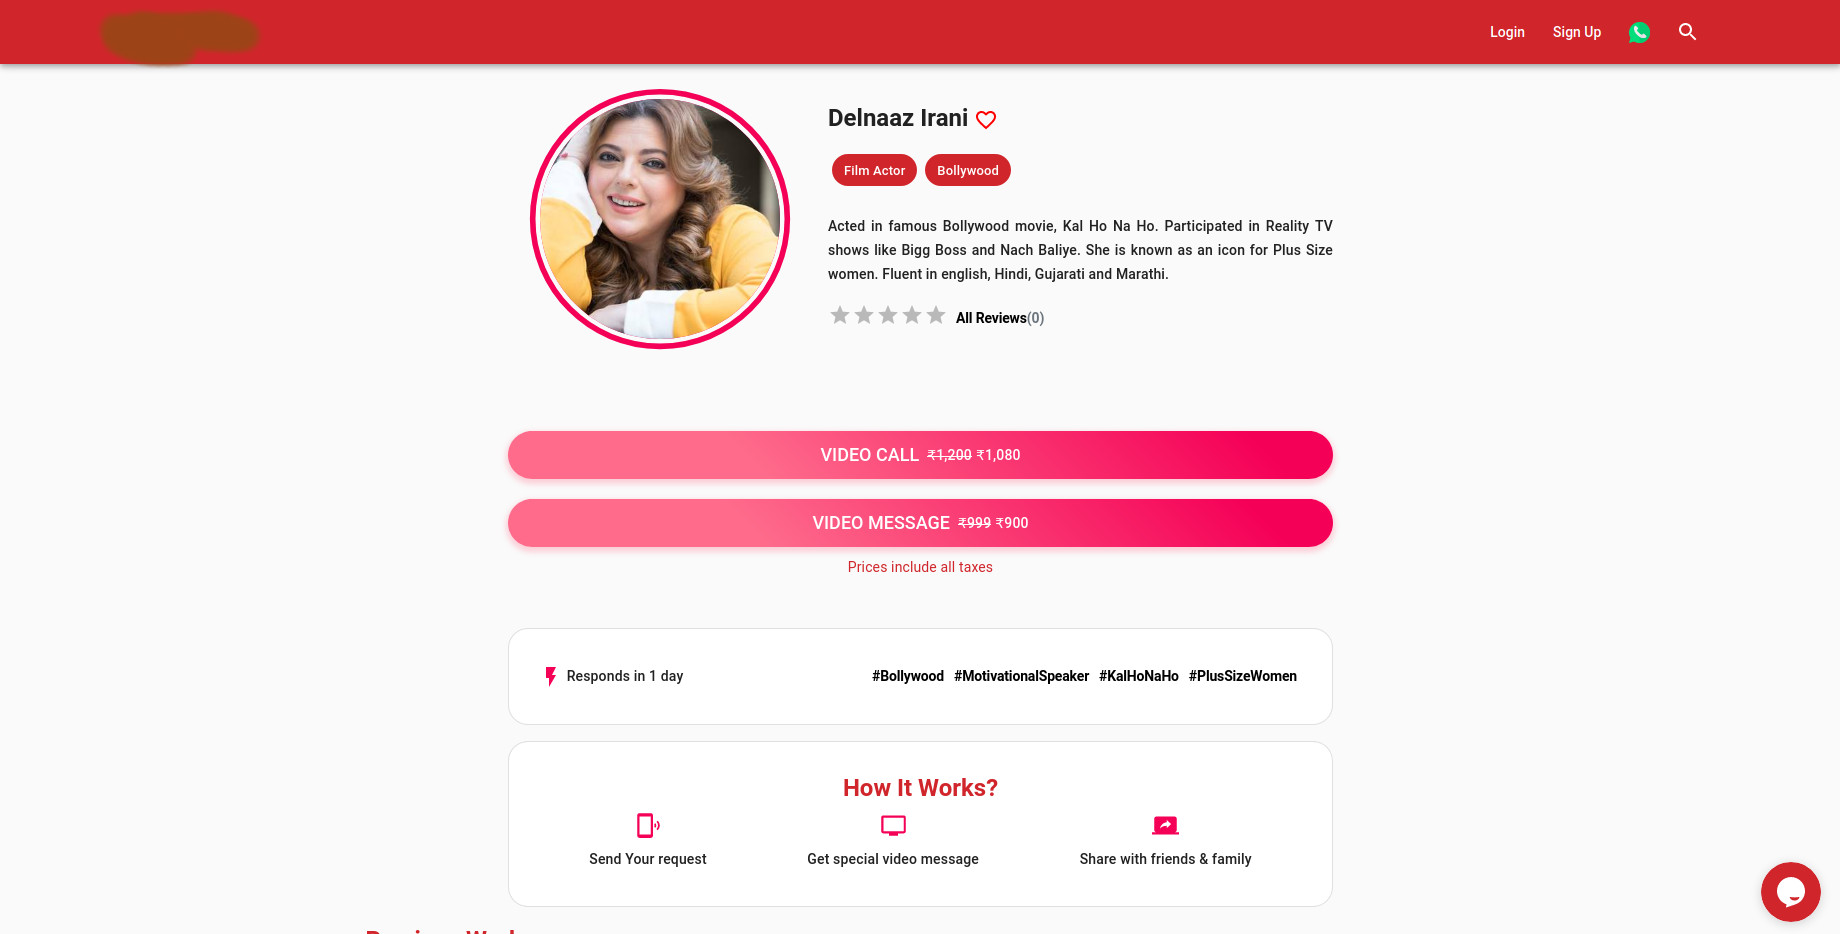 Login Sign Up
Delnaaz Irani
Film Actor Bollywood
Acted in famous Bollywood movie, Kal Ho Na Ho. Participated in Reality TV
shows like Bigg Boss and Nach Baliye. She is known as an icon for Plus Size
women. Fluent in english, Hindi, Gujarati and Marathi.
All Reviews(0)
VIDEO CALL ₹1,200 ₹1,080
VIDEO MESSAGE ₹999 ₹900
Prices include all taxes
Responds in 1 day #Bollywood #MotivationalSpeaker #KalHoNaHo #PlusSizeWomen
How It Works?
Send Your request Get special video message Share with friends & family